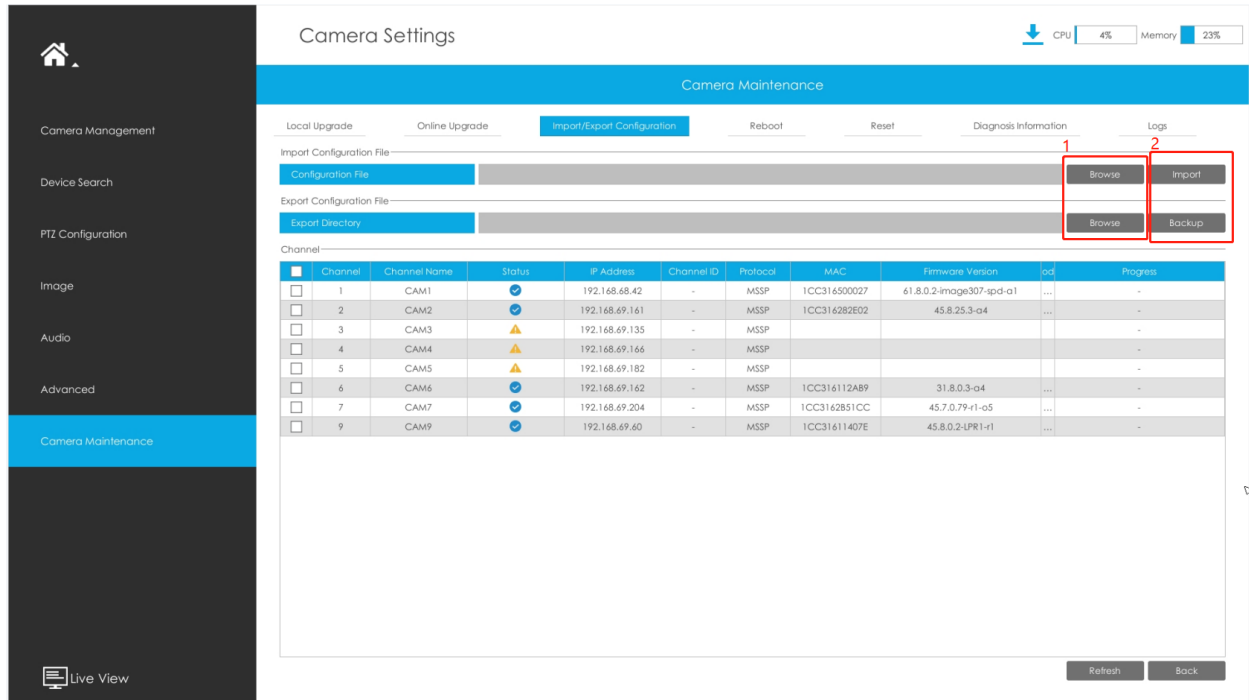 Camera Settings
CPU 4% Memory 23%
Camera Maintenance
Camera Management
Device Search
PTZ Configuration
Image
Audio
Advanced
Camera Maintenance
Live View
Local Upgrade Online Upgrade Import/Export Configuration Reboot Reset Diagnosis Information Logs
1 2
Import Configuration File
Configuration File Browse Import
Export Configuration File
Export Directory Browse Backup
Channel
Channel Channel Name Status IP Address Channel ID Protocol MAC Firmware Version od Progress
1 CAM1 192.168.68.42 - MSSP 1CC316500027 61.8.0.2-image307-spd-a1 ... -
2 CAM2 192.168.69.161 - MSSP 1CC316282E02 45.8.25.3-a4 ... -
3 CAM3 192.168.69.135 - MSSP -
4 CAM4 192.168.69.166 - MSSP -
5 CAM5 192.168.69.182 - MSSP -
6 CAM6 192.168.69.162 - MSSP 1CC316112AB9 31.8.0.3-a4 ... -
7 CAM7 192.168.69.204 - MSSP 1CC3162B51CC 45.7.0.79-r1-o5 ... -
9 CAM9 192.168.69.60 - MSSP 1CC31611407E 45.8.0.2-LPR1-r1 ... -
Refresh Back